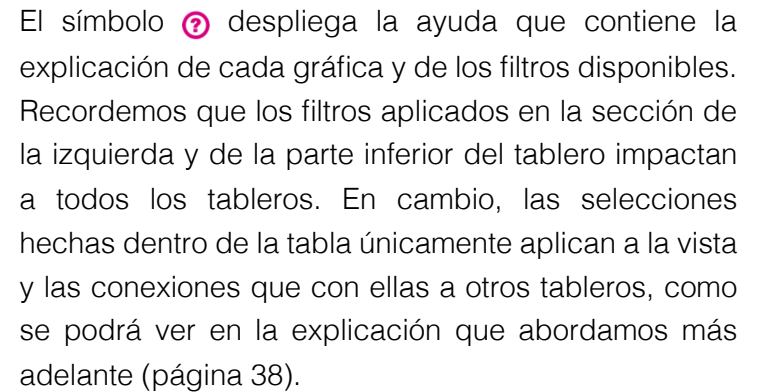 El símbolo ? despliega la ayuda que contiene la
explicación de cada gráfica y de los filtros disponibles.
Recordemos que los filtros aplicados en la sección de
la izquierda y de la parte inferior del tablero impactan
a todos los tableros. En cambio, las selecciones
hechas dentro de la tabla únicamente aplican a la vista
y las conexiones que con ellas a otros tableros, como
se podrá ver en la explicación que abordamos más
adelante (página 38).